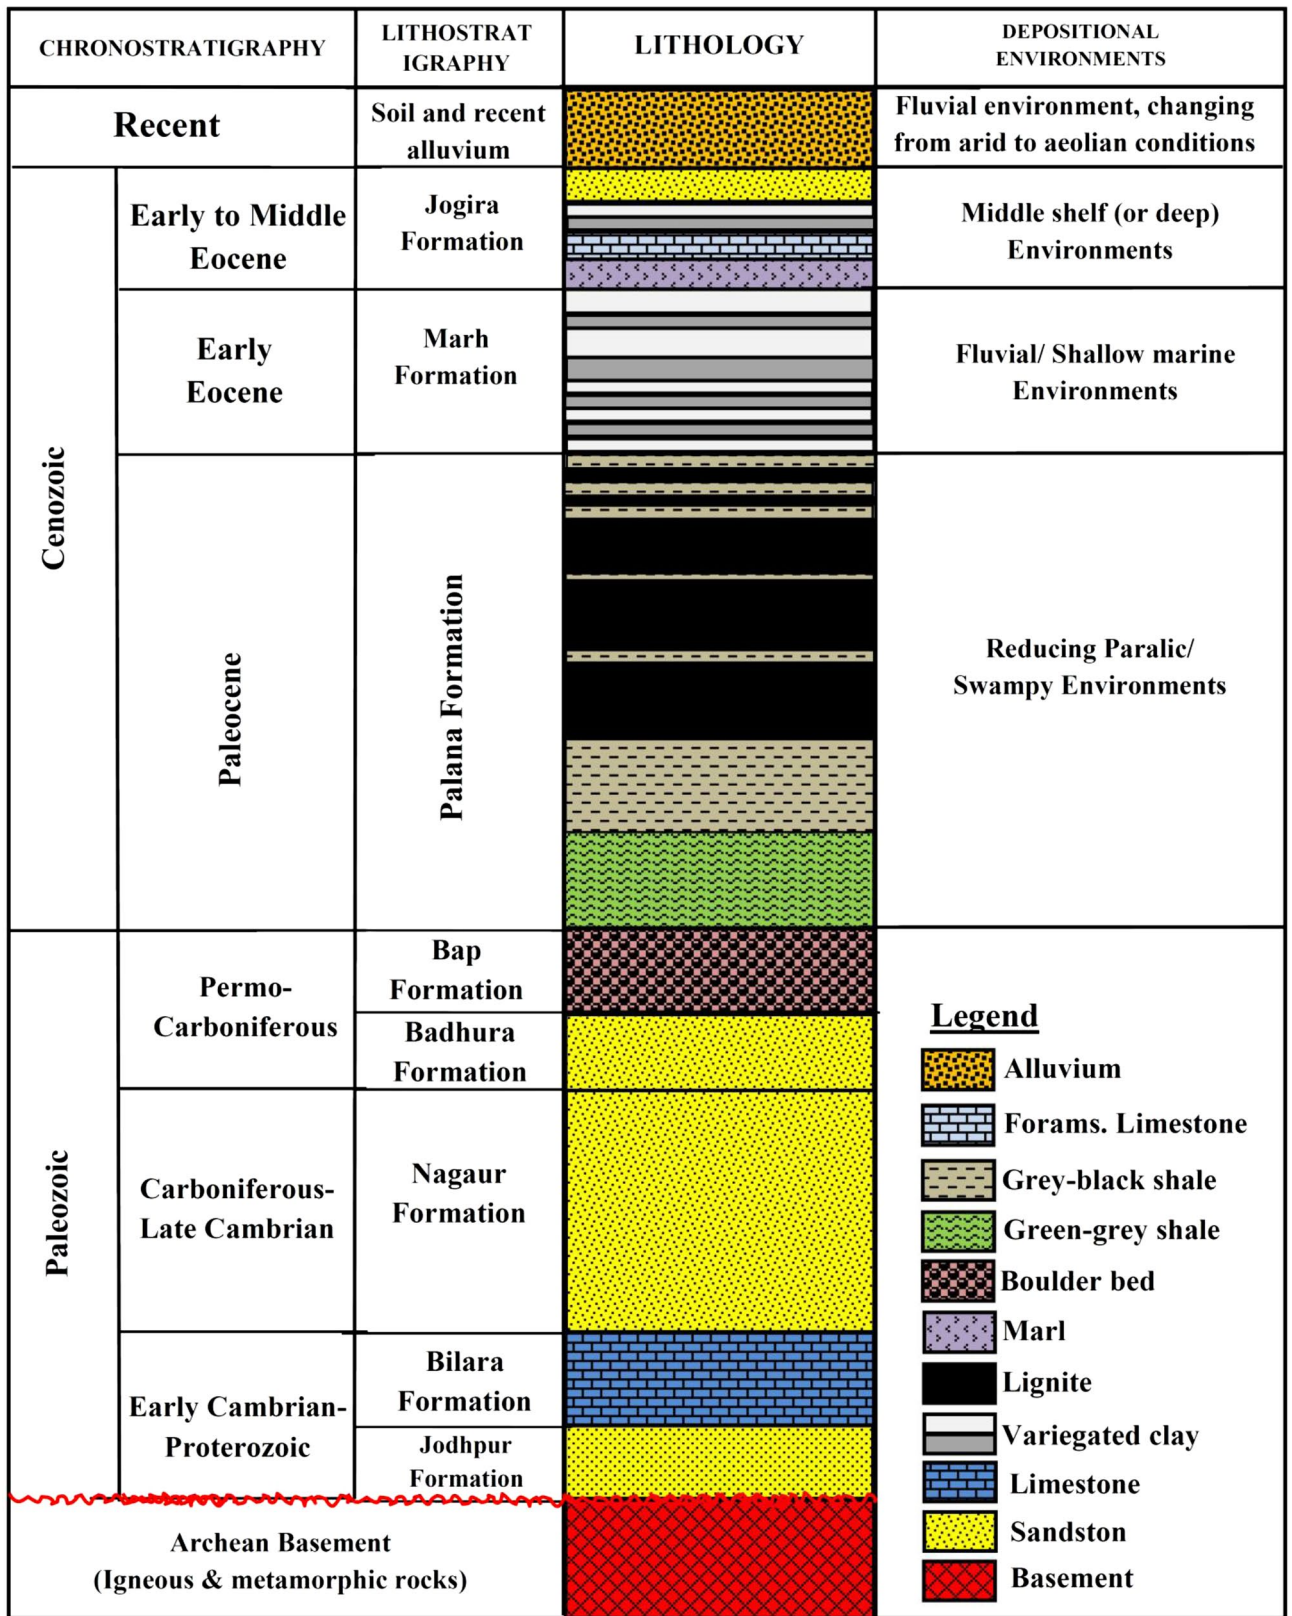 CHRONOSTRATIGRAPHY
LITHOSTRAT
IGRAPHY
LITHOLOGY
DEPOSITIONAL
ENVIRONMENTS
Recent
Soil and recent
alluvium
Fluvial environment, changing
from arid to aeolian conditions
Cenozoic
Early to Middle
Eocene
Jogira
Formation
Middle shelf (or deep)
Environments
Early
Eocene
Marh
Formation
Fluvial/ Shallow marine
Environments
Paleocene
Palana Formation
Reducing Paralic/
Swampy Environments
Paleozoic
Permo-
Carboniferous
Bap
Formation
Badhura
Formation
Carboniferous-
Late Cambrian
Nagaur
Formation
Early Cambrian-
Proterozoic
Bilara
Formation
Jodhpur
Formation
Archean Basement
(Igneous & metamorphic rocks)
Legend
Alluvium
Forams. Limestone
Grey-black shale
Green-grey shale
Boulder bed
Marl
Lignite
Variegated clay
Limestone
Sandston
Basement